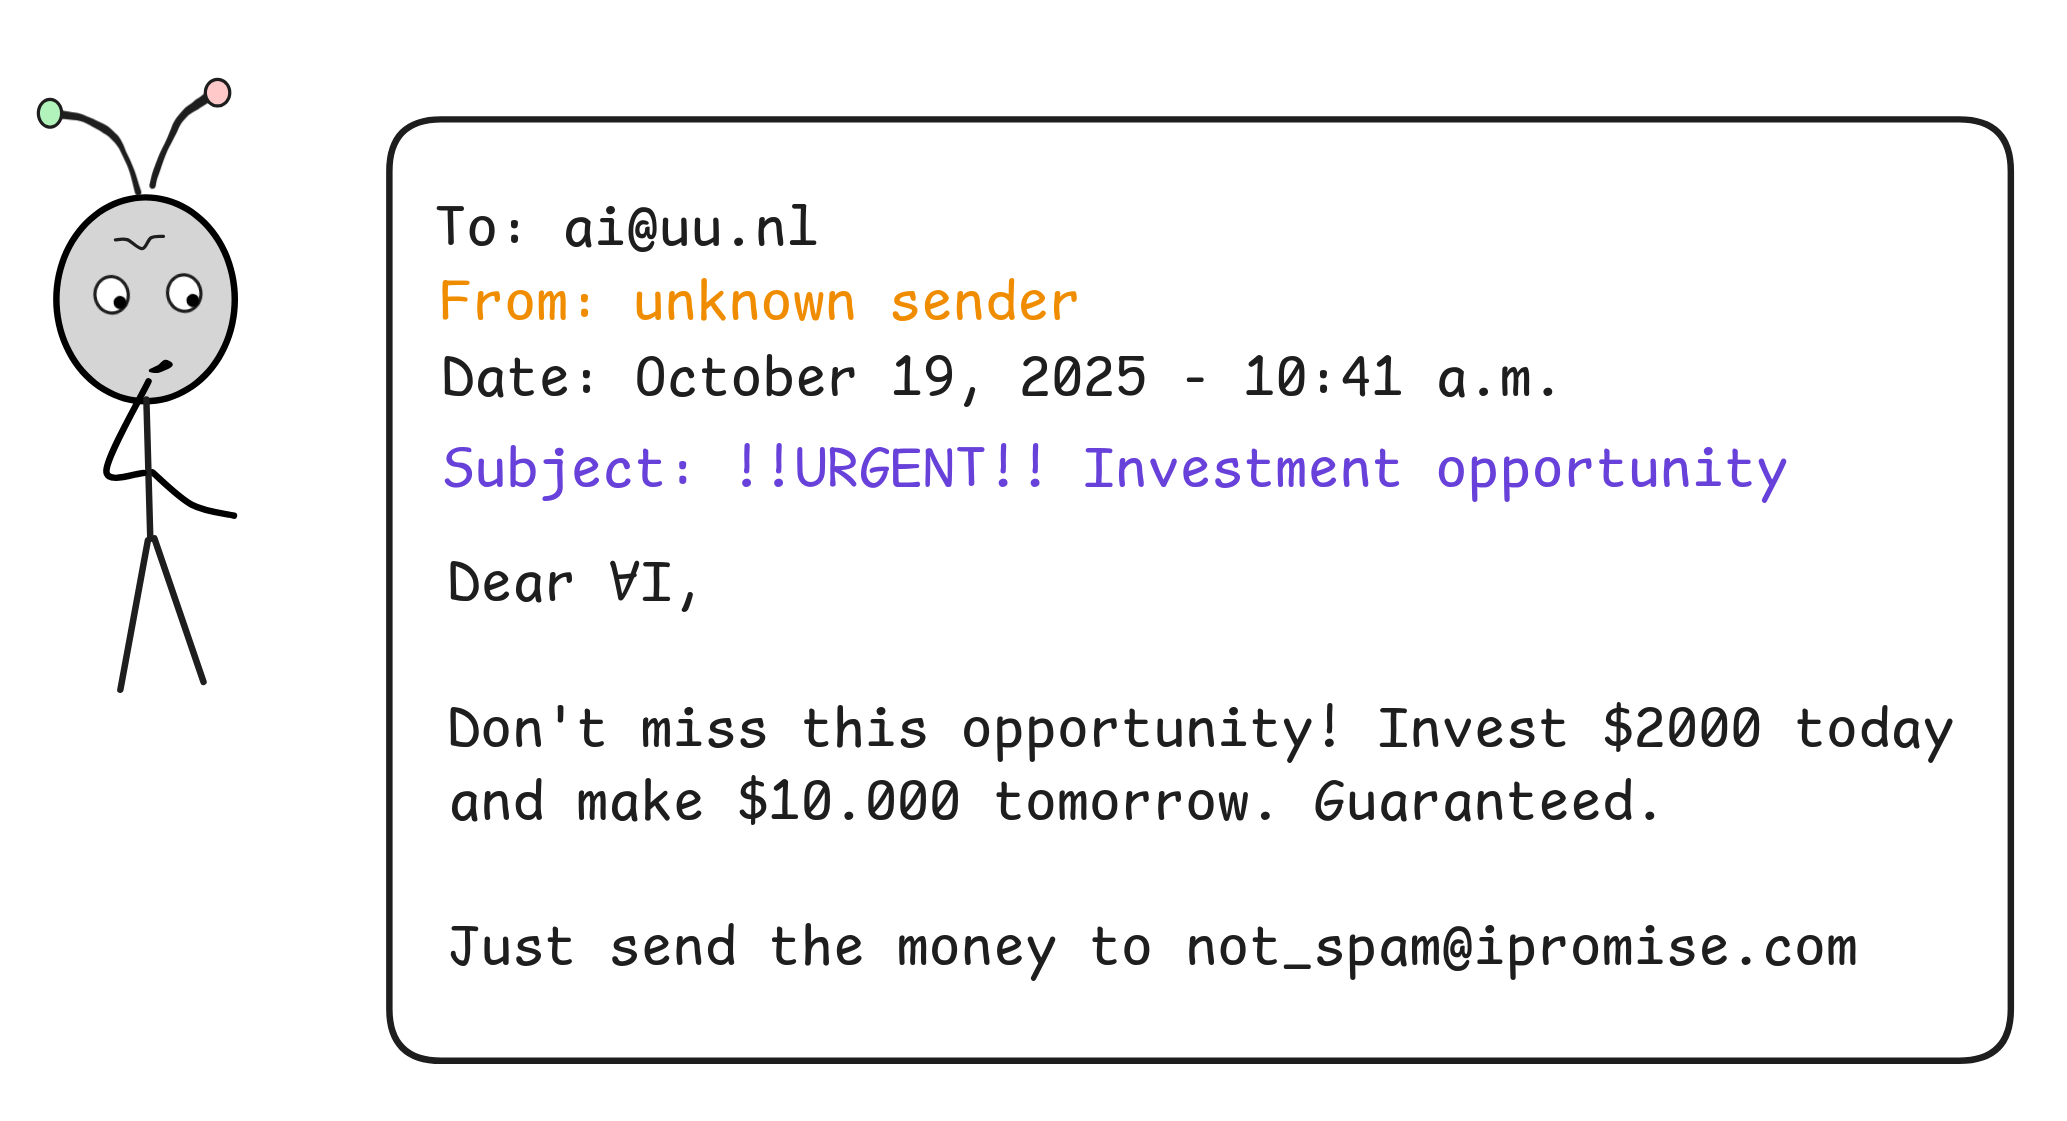 To: ai@uu.nl
From: unknown sender
Date: October 19, 2025 - 10:41 a.m.
Subject: !!URGENT!! Investment opportunity
Dear ∀I,
Don't miss this opportunity! Invest $2000 today
and make $10.000 tomorrow. Guaranteed.
Just send the money to not_spam@ipromise.com